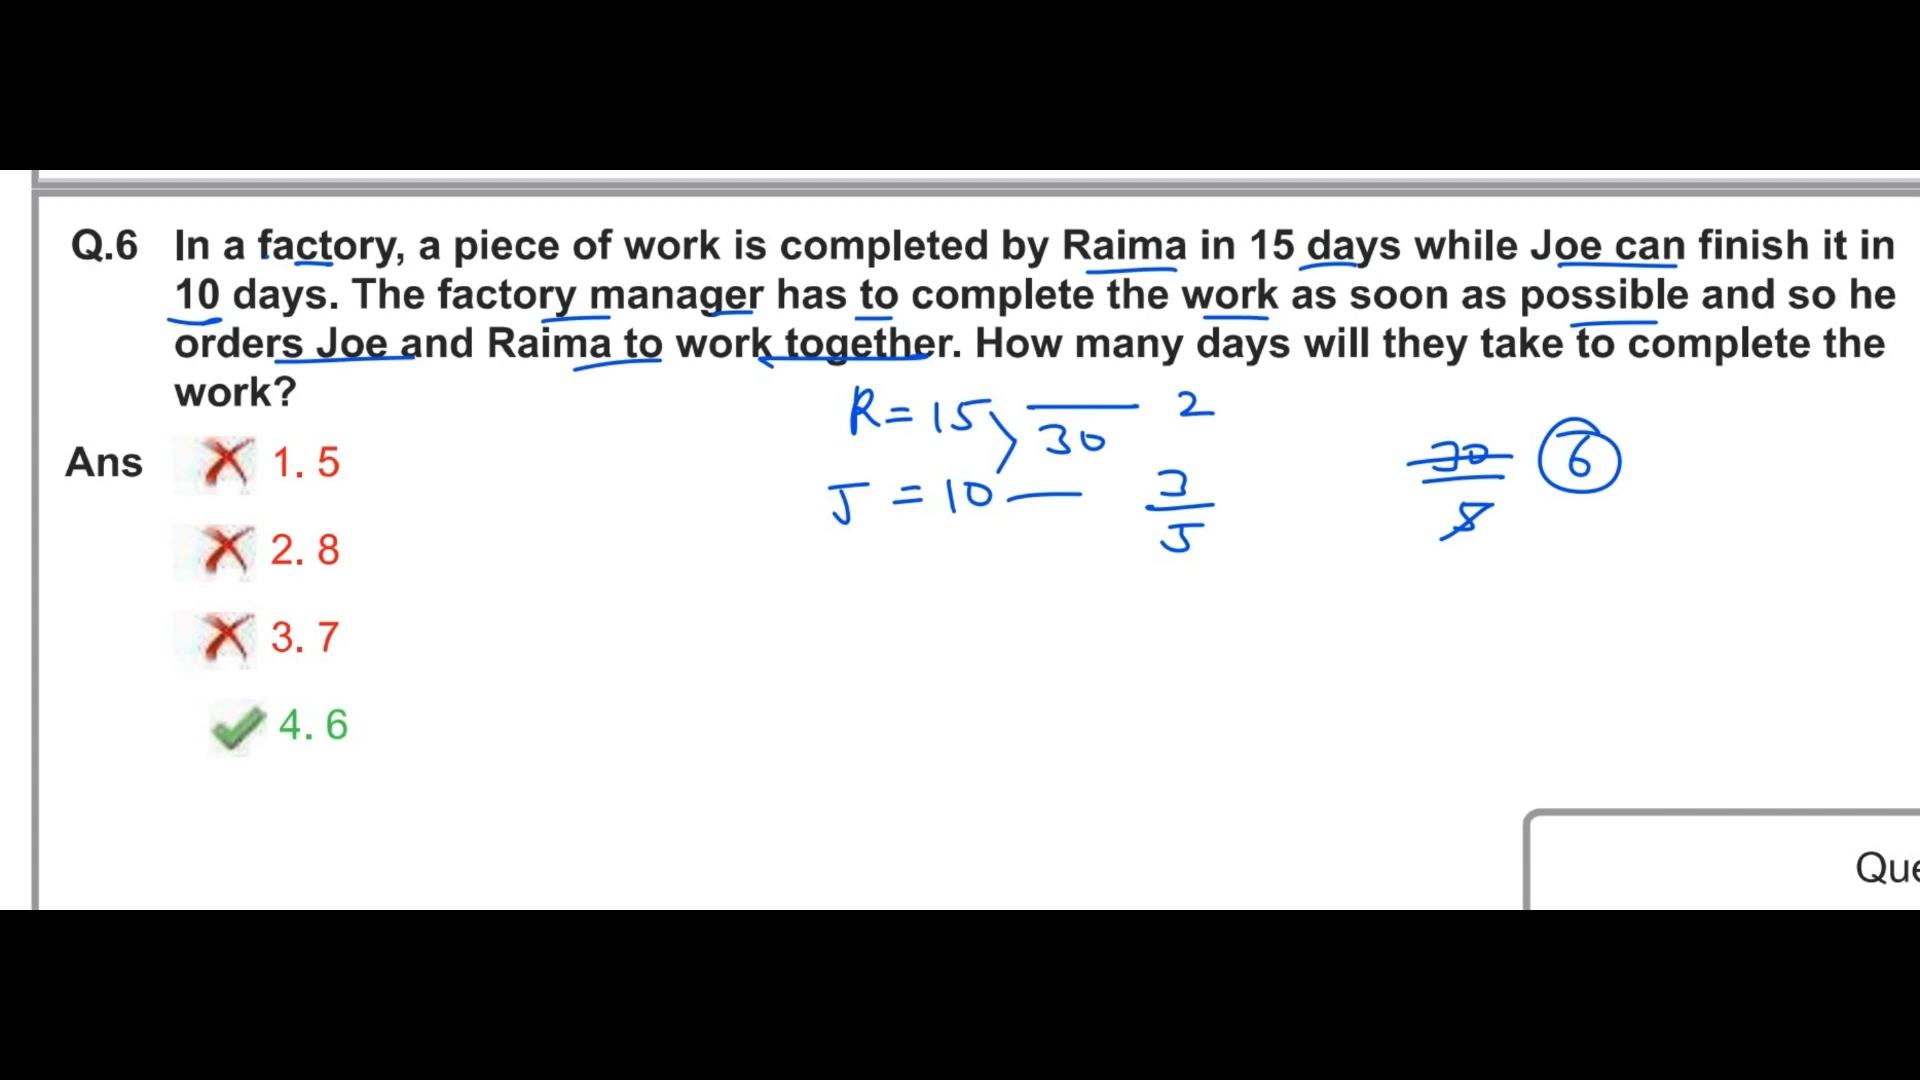 Q.6 In a factory, a piece of work is completed by Raima in 15 days while Joe can finish it in
10 days. The factory manager has to complete the work as soon as possible and so he
orders Joe and Raima to work together. How many days will they take to complete the
work?
R = 15 30 2
J = 10 3
5
30 6
5
Ans 1. 5
2. 8
3. 7
4. 6
Que